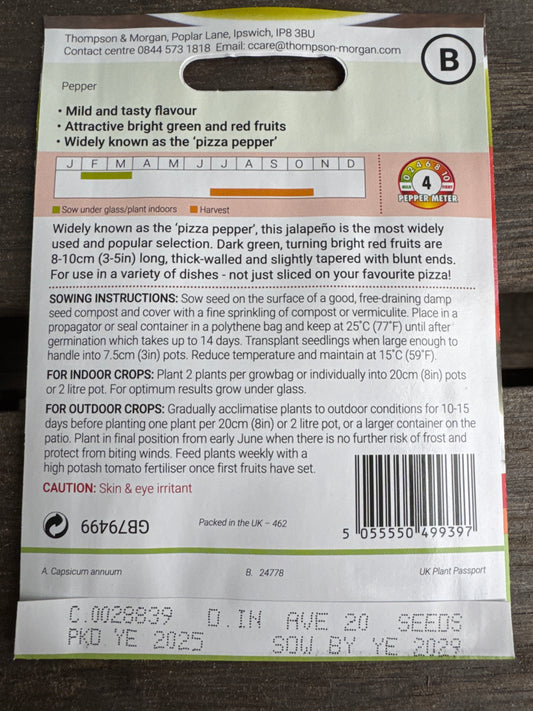 Thompson & Morgan, Poplar Lane, Ipswich, IP8 3BU
Contact centre 0844 573 1818 Email: ccare@thompson-morgan.com
B
Pepper
• Mild and tasty flavour
• Attractive bright green and red fruits
• Widely known as the ‘pizza pepper’
J F M A M J J A S O N D
Sow under glass/plant indoors Harvest
0 2 4 6 8 10
MILD 4 HOT
PEPPER METER
Widely known as the ‘pizza pepper’, this jalapeño is the most widely
used and popular selection. Dark green, turning bright red fruits are
8-10cm (3-5in) long, thick-walled and slightly tapered with blunt ends.
For use in a variety of dishes - not just sliced on your favourite pizza!
SOWING INSTRUCTIONS: Sow seed on the surface of a good, free-draining damp
seed compost and cover with a fine sprinkling of compost or vermiculite. Place in a
propagator or seal container in a polythene bag and keep at 25˚C (77˚F) until after
germination which takes up to 14 days. Transplant seedlings when large enough to
handle into 7.5cm (3in) pots. Reduce temperature and maintain at 15˚C (59˚F).
FOR INDOOR CROPS: Plant 2 plants per growbag or individually into 20cm (8in) pots
or 2 litre pot. For optimum results grow under glass.
FOR OUTDOOR CROPS: Gradually acclimatise plants to outdoor conditions for 10-15
days before planting one plant per 20cm (8in) or 2 litre pot, or a larger container on the
patio. Plant in final position from early June when there is no further risk of frost and
protect from biting winds. Feed plants weekly with a
high potash tomato fertiliser once first fruits have set.
CAUTION: Skin & eye irritant
GB79499
Packed in the UK – 462
5 055550 499397
A. Capsicum annuum B. 24778 UK Plant Passport
C.0028839 D.IN AVE 20 SEEDS
PKD YE 2025 SOW BY YE 2029